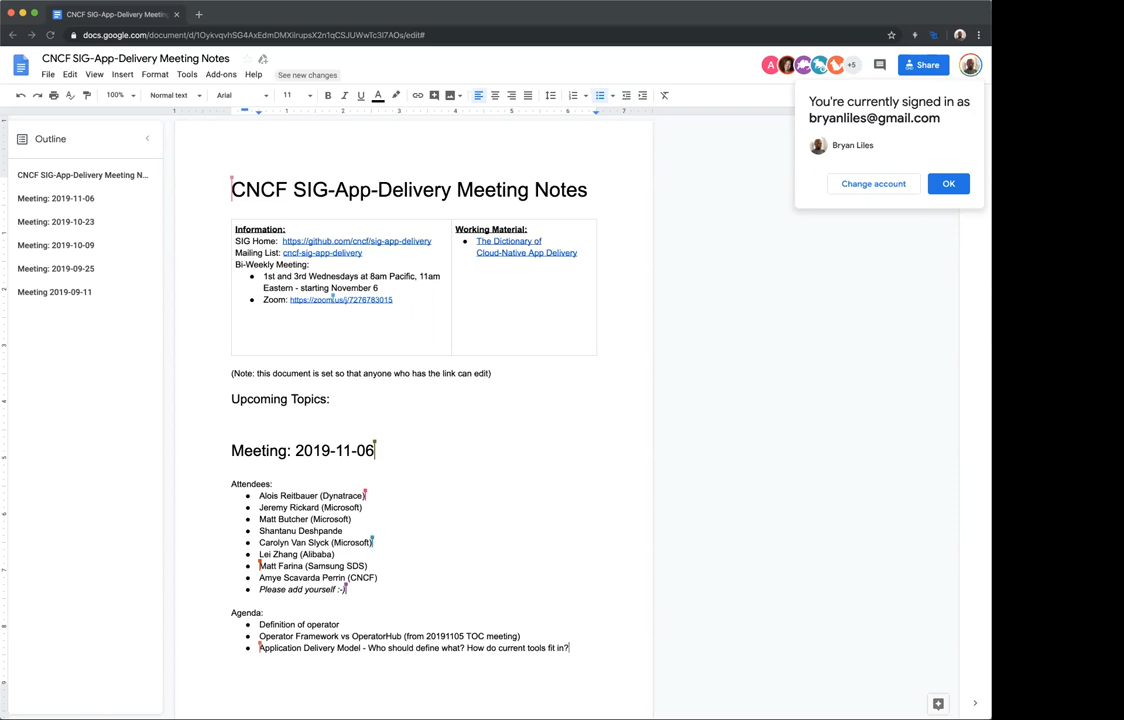 CNCF SIG-App-Delivery Meeting
docs.google.com/document/d/1OykvqvhSG4AxEdmDMXilrupsX2n1qCSJUWwTc3l7AOs/edit#
CNCF SIG-App-Delivery Meeting Notes
File Edit View Insert Format Tools Add-ons Help See new changes
A +5 Share
100% Normal text Arial 11 B I U A
You're currently signed in as
bryanliles@gmail.com
Bryan Liles
Change account OK
1 1 2 3 4 5 6 7
Outline
CNCF SIG-App-Delivery Meeting N...
Meeting: 2019-11-06
Meeting: 2019-10-23
Meeting: 2019-10-09
Meeting: 2019-09-25
Meeting 2019-09-11
CNCF SIG-App-Delivery Meeting Notes
Information:
SIG Home: https://github.com/cncf/sig-app-delivery
Mailing List: cncf-sig-app-delivery
Bi-Weekly Meeting:
● 1st and 3rd Wednesdays at 8am Pacific, 11am
Eastern - starting November 6
● Zoom: https://zoom.us/j/7276783015
Working Material:
● The Dictionary of
Cloud-Native App Delivery
(Note: this document is set so that anyone who has the link can edit)
Upcoming Topics:
Meeting: 2019-11-06
Attendees:
● Alois Reitbauer (Dynatrace)
● Jeremy Rickard (Microsoft)
● Matt Butcher (Microsoft)
● Shantanu Deshpande
● Carolyn Van Slyck (Microsoft)
● Lei Zhang (Alibaba)
● Matt Farina (Samsung SDS)
● Amye Scavarda Perrin (CNCF)
● Please add yourself :-)
Agenda:
● Definition of operator
● Operator Framework vs OperatorHub (from 20191105 TOC meeting)
● Application Delivery Model - Who should define what? How do current tools fit in?